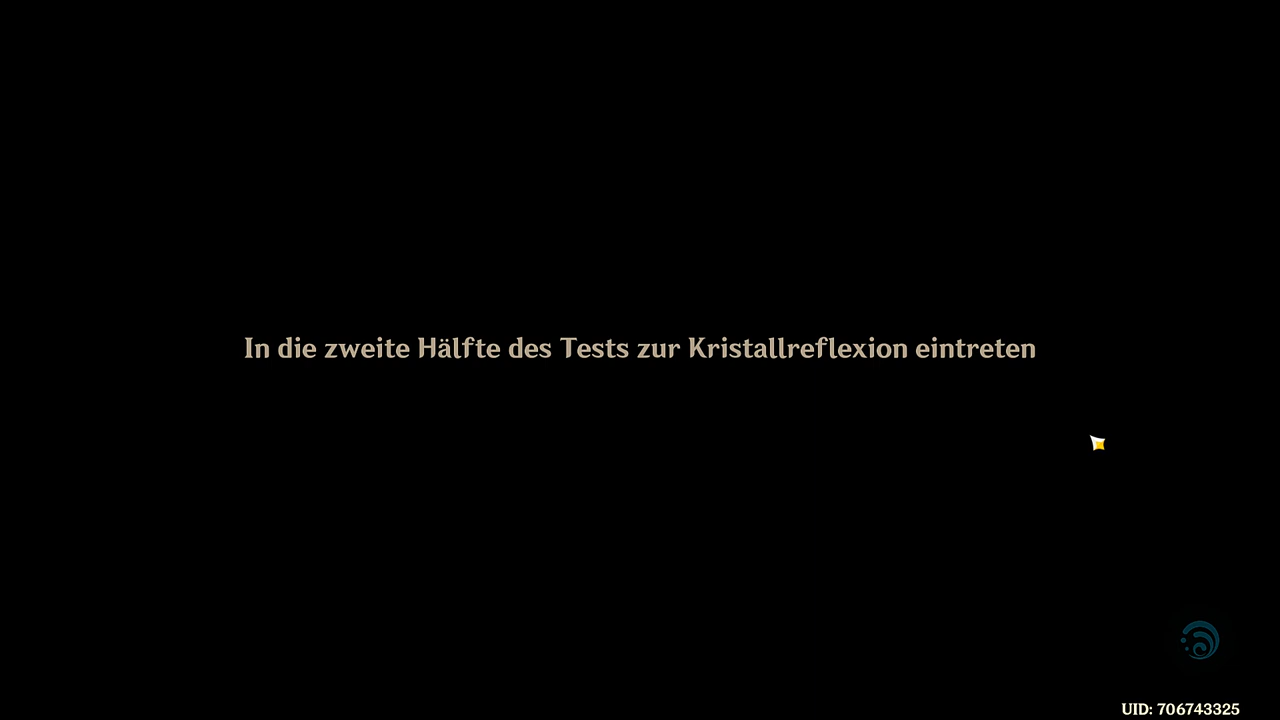 In die zweite Hälfte des Tests zur Kristallreflexion eintreten
UID: 706743325